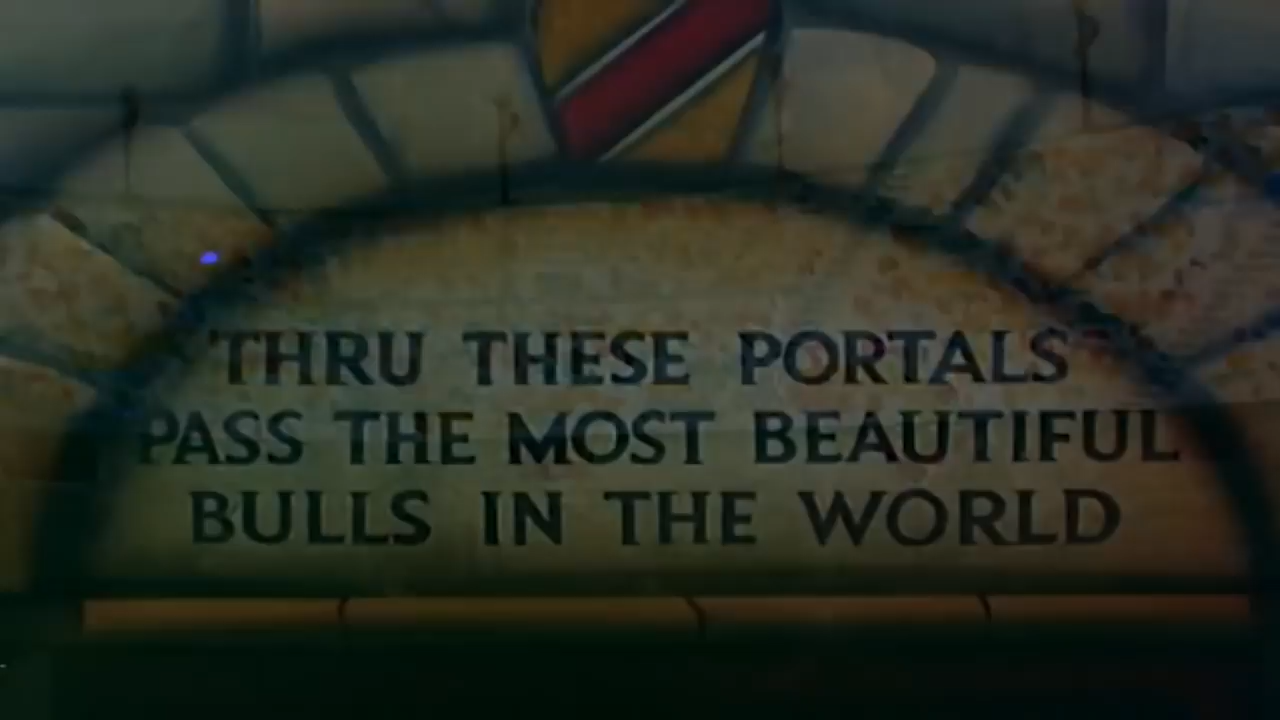 "THRU THESE PORTALS
PASS THE MOST BEAUTIFUL
BULLS IN THE WORLD